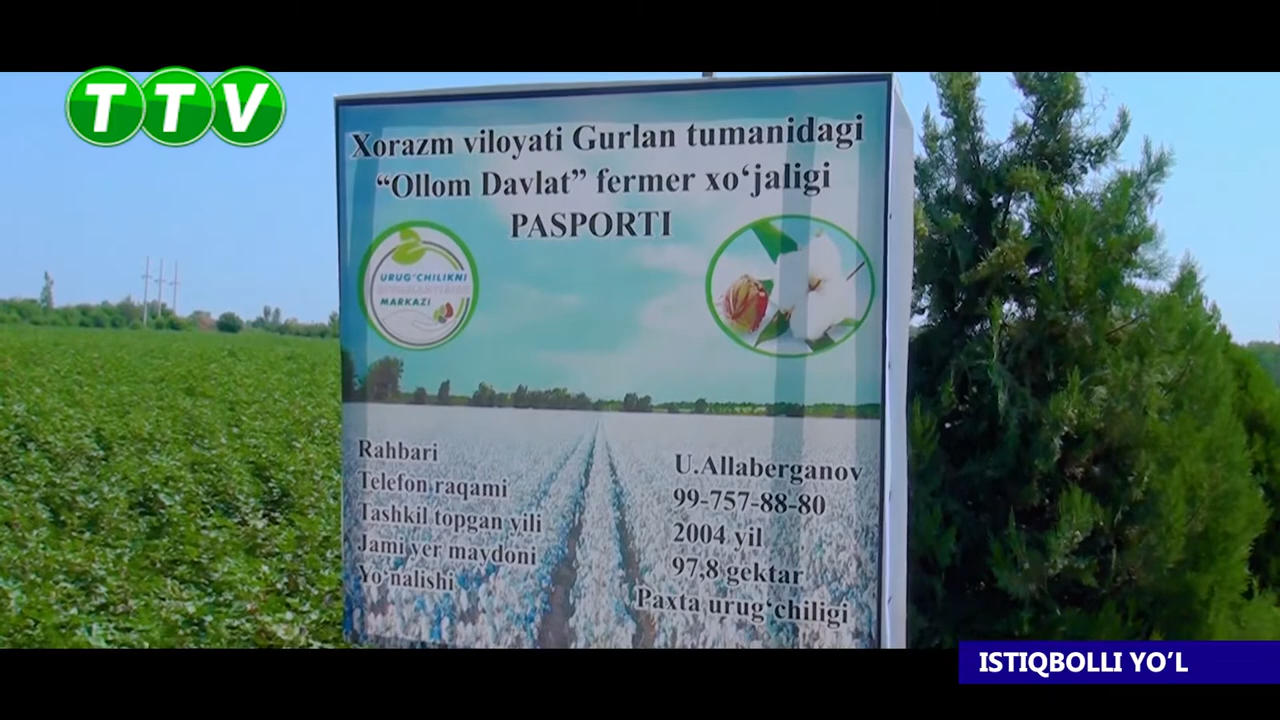 TTV
Xorazm viloyati Gurlan tumanidagi
“Ollom Davlat” fermer xo‘jaligi
PASPORTI
URUG‘CHILIKNI
MARKAZI
Rahbari U.Allaberganov
Telefon raqami 99-757-88-80
Tashkil topgan yili 2004 yil
Jami yer maydoni 97,8 gektar
Yo‘nalishi Paxta urug‘chiligi
ISTIQBOLLI YO’L